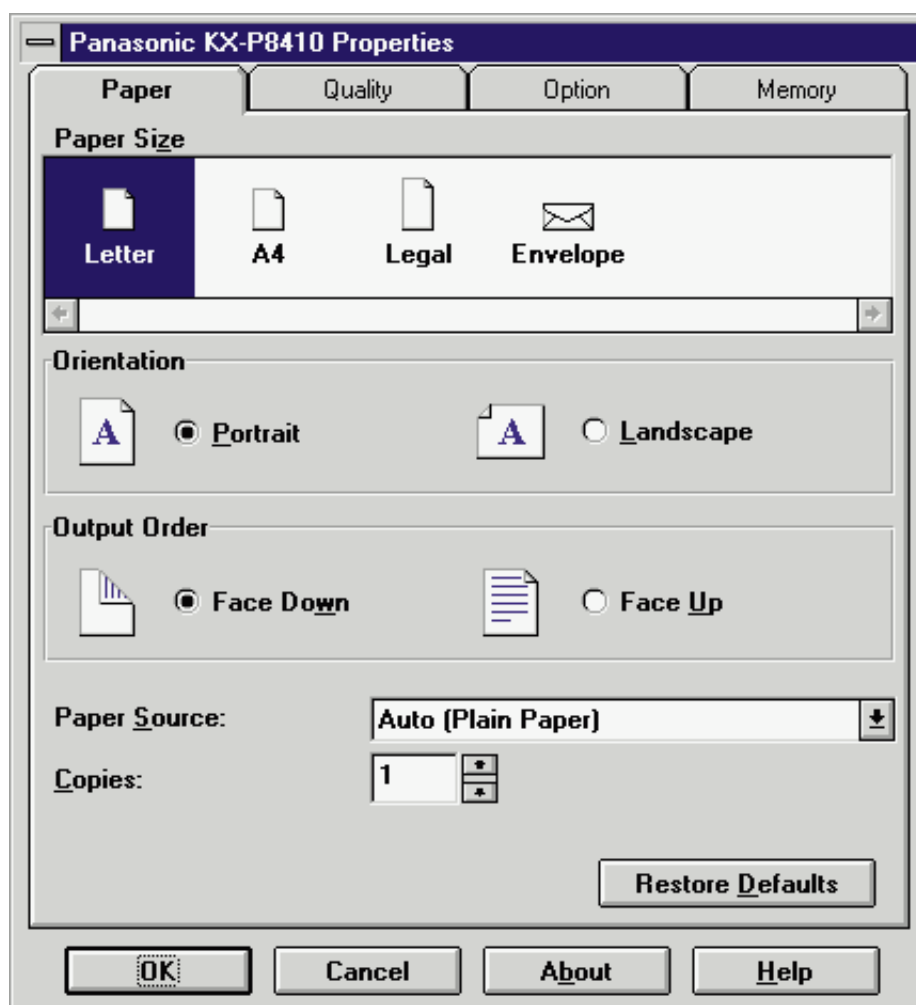 Panasonic KX-P8410 Properties
Paper Quality Option Memory
Paper Size
Letter A4 Legal Envelope
Orientation
A Portrait A Landscape
Output Order
Face Down Face Up
Paper Source: Auto (Plain Paper)
Copies: 1
Restore Defaults
OK Cancel About Help